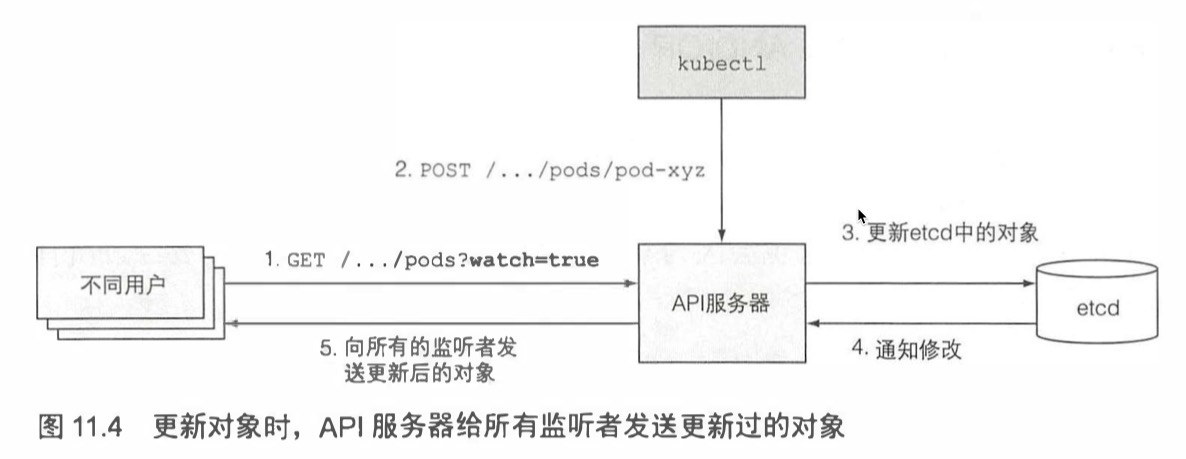 kubectl
2. POST /.../pods/pod-xyz
3. 更新etcd中的对象
1. GET /.../pods?watch=true
不同用户
API服务器
etcd
5. 向所有的监听者发
送更新后的对象
4. 通知修改
图 11.4 更新对象时，API 服务器给所有监听者发送更新过的对象